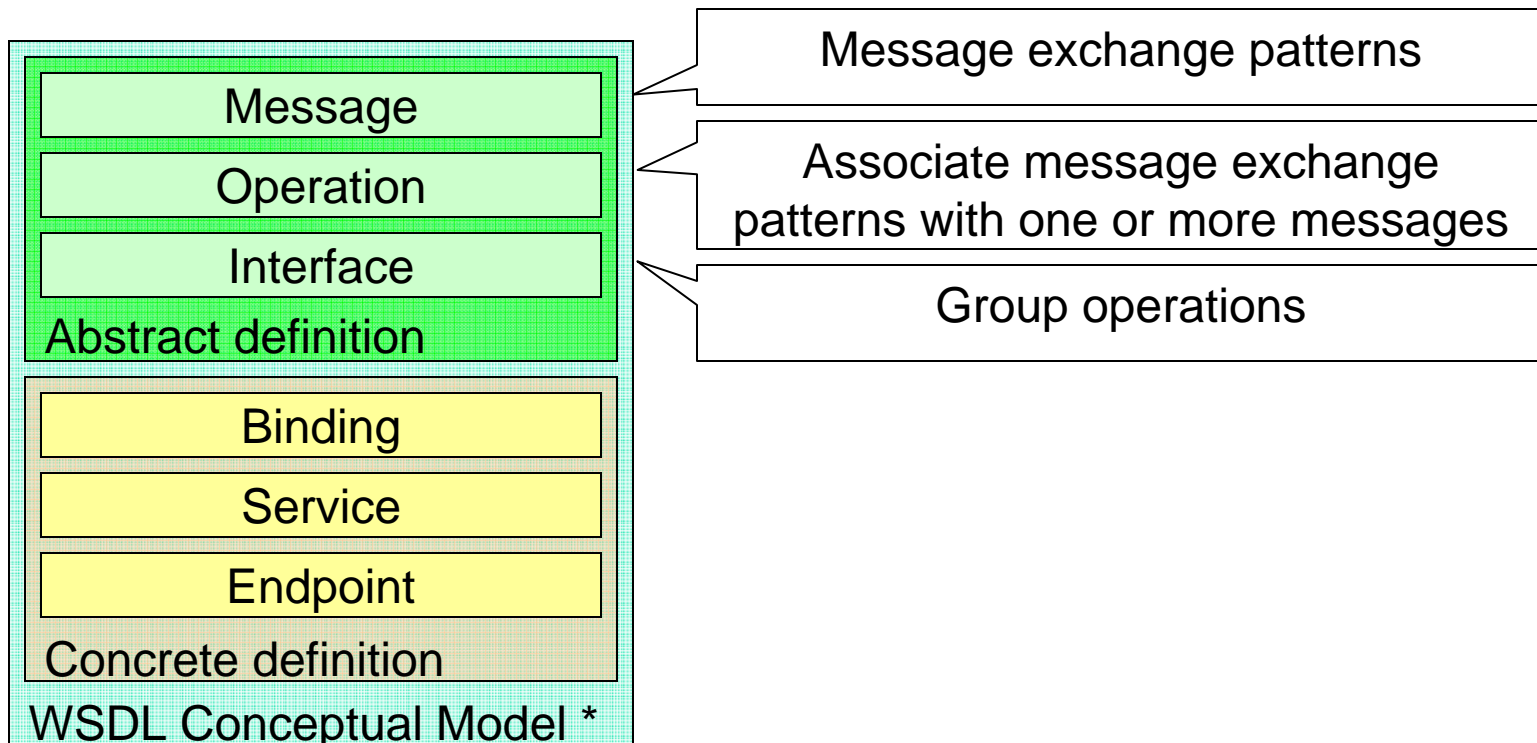 Message
Operation
Interface
Abstract definition
Binding
Service
Endpoint
Concrete definition
WSDL Conceptual Model *
Message exchange patterns
Associate message exchange
patterns with one or more messages
Group operations